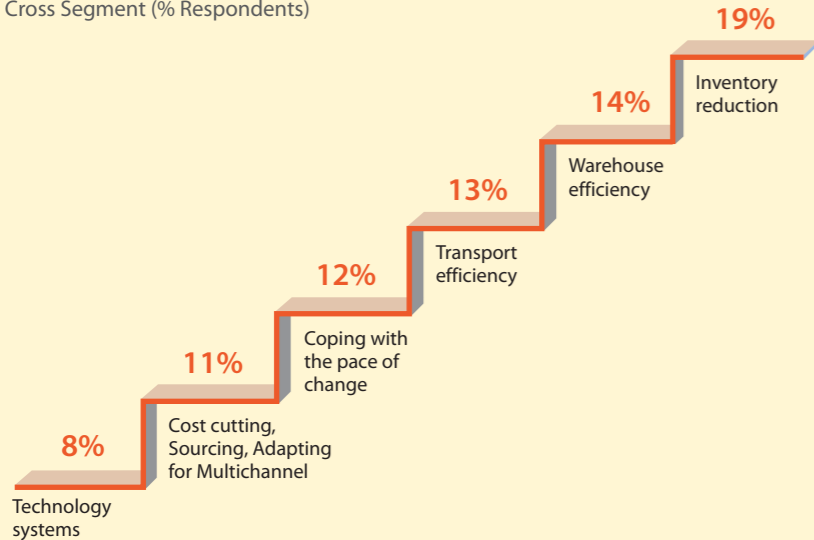 Cross Segment (% Respondents)
19%
Inventory
reduction
14%
Warehouse
efficiency
13%
Transport
efficiency
12%
Coping with
the pace of
change
11%
Cost cutting,
Sourcing, Adapting
for Multichannel
8%
Technology
systems